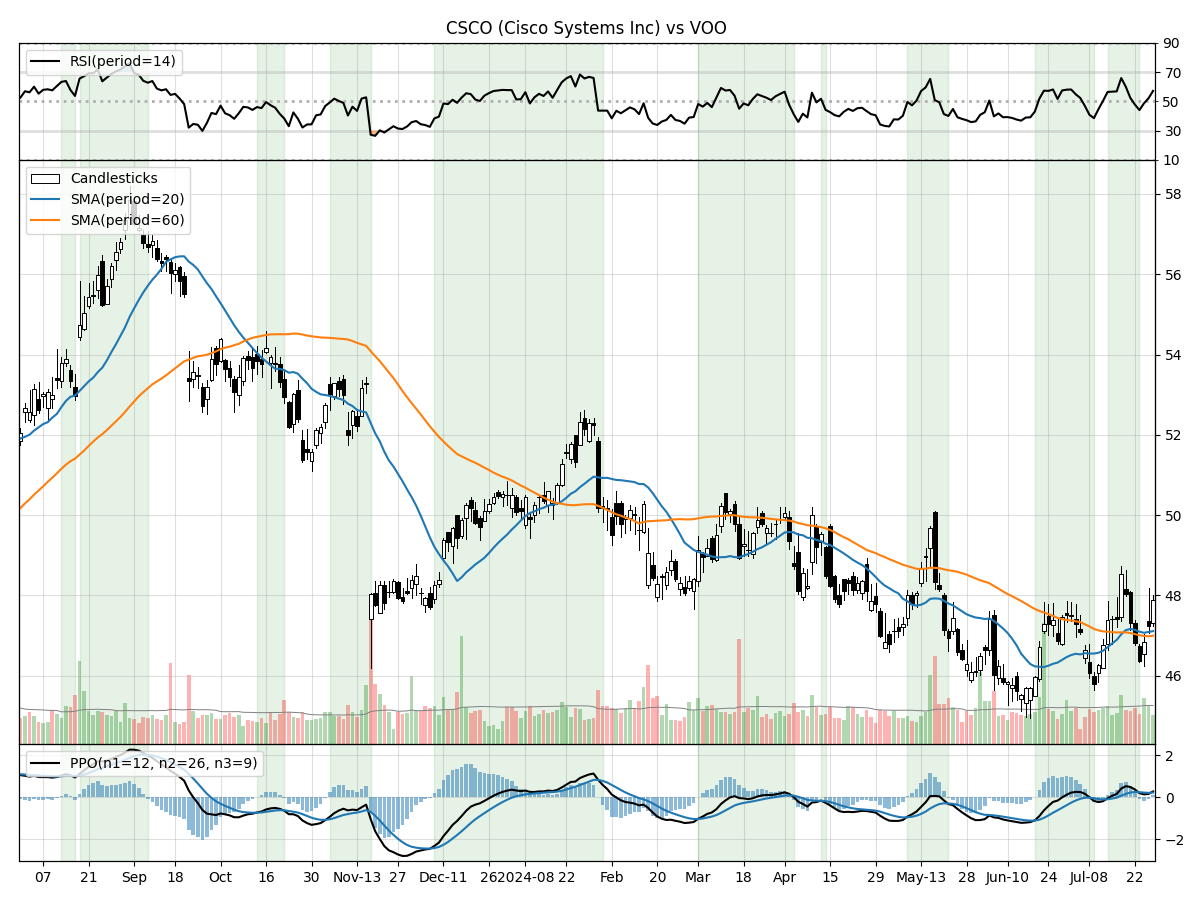 CSCO (Cisco Systems Inc) vs VOO
RSI(period=14)
90
70
50
30
10
Candlesticks
SMA(period=20)
SMA(period=60)
58
56
54
52
50
48
46
PPO(n1=12, n2=26, n3=9)
2
0
−2
07 21 Sep 18 Oct 16 30 Nov-13 27 Dec-11 26 2024-08 22 Feb 20 Mar 18 Apr 15 29 May-13 28 Jun-10 24 Jul-08 22